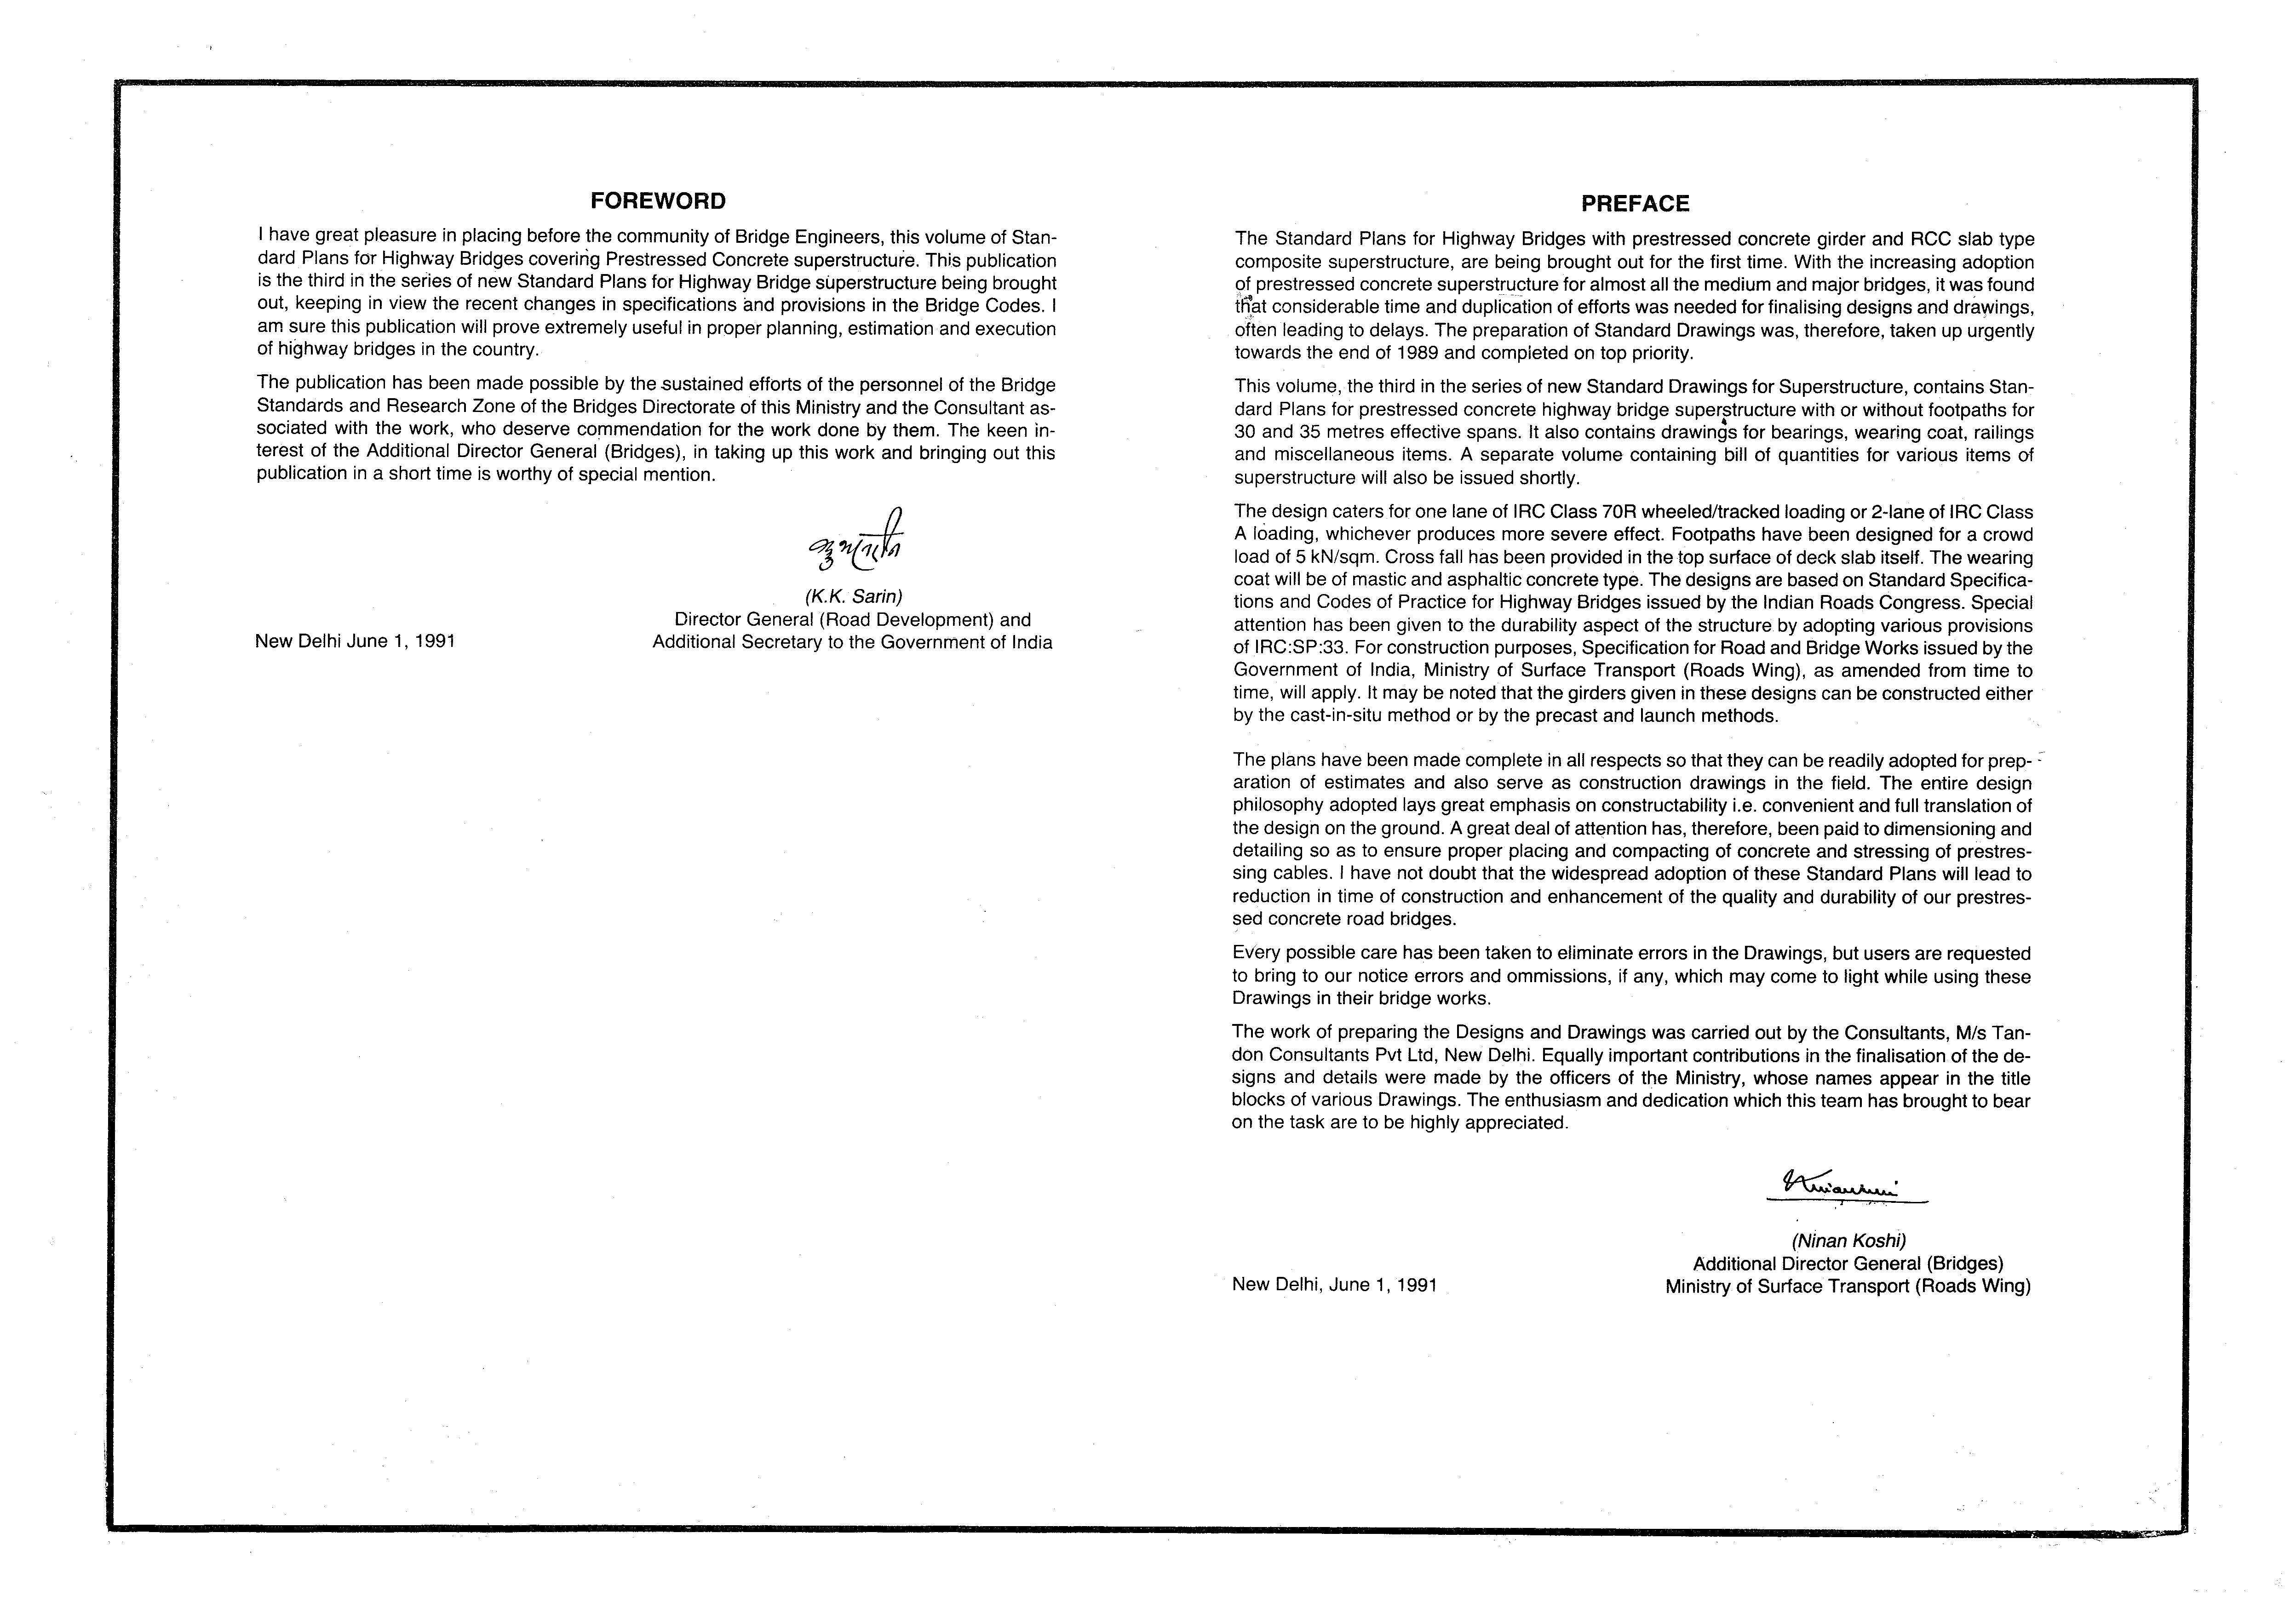 FOREWORD
I have great pleasure in placing before the community of Bridge Engineers, this volume of Stan-
dard Plans for Highway Bridges covering Prestressed Concrete superstructure. This publication
is the third in the series of new Standard Plans for Highway Bridge superstructure being brought
out, keeping in view the recent changes in specifications and provisions in the Bridge Codes. I
am sure this publication will prove extremely useful in proper planning, estimation and execution
of highway bridges in the country.
The publication has been made possible by the sustained efforts of the personnel of the Bridge
Standards and Research Zone of the Bridges Directorate of this Ministry and the Consultant as-
sociated with the work, who deserve commendation for the work done by them. The keen in-
terest of the Additional Director General (Bridges), in taking up this work and bringing out this
publication in a short time is worthy of special mention.
(K.K. Sarin)
Director General (Road Development) and
New Delhi June 1, 1991 Additional Secretary to the Government of India
PREFACE
The Standard Plans for Highway Bridges with prestressed concrete girder and RCC slab type
composite superstructure, are being brought out for the first time. With the increasing adoption
of prestressed concrete superstructure for almost all the medium and major bridges, it was found
that considerable time and duplication of efforts was needed for finalising designs and drawings,
often leading to delays. The preparation of Standard Drawings was, therefore, taken up urgently
towards the end of 1989 and completed on top priority.
This volume, the third in the series of new Standard Drawings for Superstructure, contains Stan-
dard Plans for prestressed concrete highway bridge superstructure with or without footpaths for
30 and 35 metres effective spans. It also contains drawings for bearings, wearing coat, railings
and miscellaneous items. A separate volume containing bill of quantities for various items of
superstructure will also be issued shortly.
The design caters for one lane of IRC Class 70R wheeled/tracked loading or 2-lane of IRC Class
A loading, whichever produces more severe effect. Footpaths have been designed for a crowd
load of 5 kN/sqm. Cross fall has been provided in the top surface of deck slab itself. The wearing
coat will be of mastic and asphaltic concrete type. The designs are based on Standard Specifica-
tions and Codes of Practice for Highway Bridges issued by the Indian Roads Congress. Special
attention has been given to the durability aspect of the structure by adopting various provisions
of IRC:SP:33. For construction purposes, Specification for Road and Bridge Works issued by the
Government of India, Ministry of Surface Transport (Roads Wing), as amended from time to
time, will apply. It may be noted that the girders given in these designs can be constructed either
by the cast-in-situ method or by the precast and launch methods.
The plans have been made complete in all respects so that they can be readily adopted for prep-
aration of estimates and also serve as construction drawings in the field. The entire design
philosophy adopted lays great emphasis on constructability i.e. convenient and full translation of
the design on the ground. A great deal of attention has, therefore, been paid to dimensioning and
detailing so as to ensure proper placing and compacting of concrete and stressing of prestres-
sing cables. I have not doubt that the widespread adoption of these Standard Plans will lead to
reduction in time of construction and enhancement of the quality and durability of our prestres-
sed concrete road bridges.
Every possible care has been taken to eliminate errors in the Drawings, but users are requested
to bring to our notice errors and ommissions, if any, which may come to light while using these
Drawings in their bridge works.
The work of preparing the Designs and Drawings was carried out by the Consultants, M/s Tan-
don Consultants Pvt Ltd, New Delhi. Equally important contributions in the finalisation of the de-
signs and details were made by the officers of the Ministry, whose names appear in the title
blocks of various Drawings. The enthusiasm and dedication which this team has brought to bear
on the task are to be highly appreciated.
(Ninan Koshi)
Additional Director General (Bridges)
New Delhi, June 1, 1991 Ministry of Surface Transport (Roads Wing)